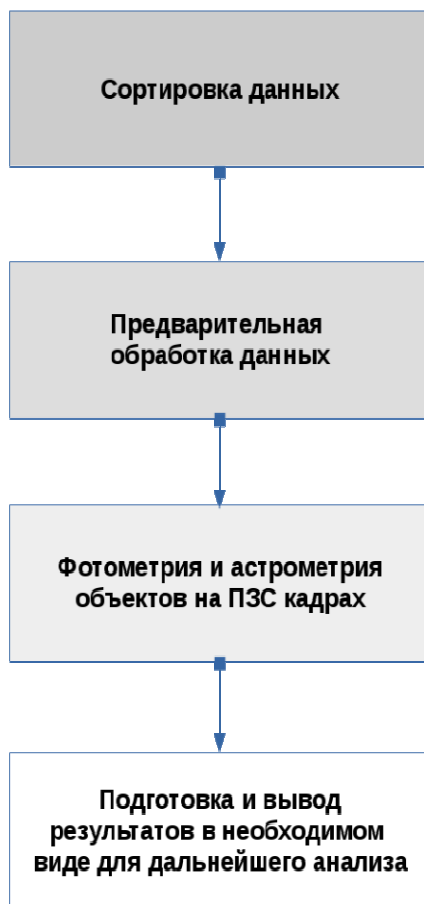 Сортировка данных
Предварительная
обработка данных
Фотометрия и астрометрия
объектов на ПЗС кадрах
Подготовка и вывод
результатов в необходимом
виде для дальнейшего анализа